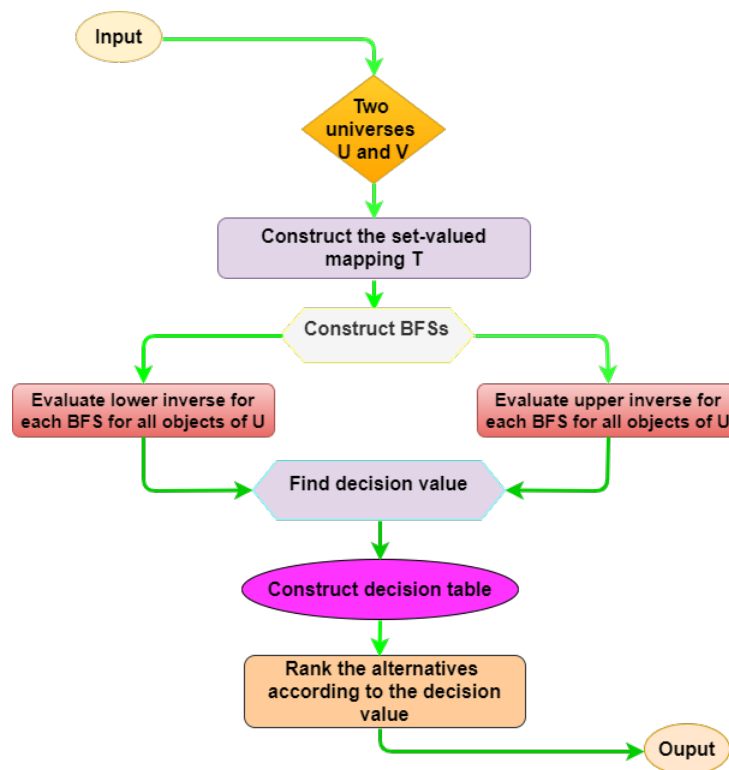 Input
Two
universes
U and V
Construct the set-valued
mapping T
Construct BFSs
Evaluate lower inverse for
each BFS for all objects of U
Evaluate upper inverse for
each BFS for all objects of U
Find decision value
Construct decision table
Rank the alternatives
according to the decision
value
Ouput